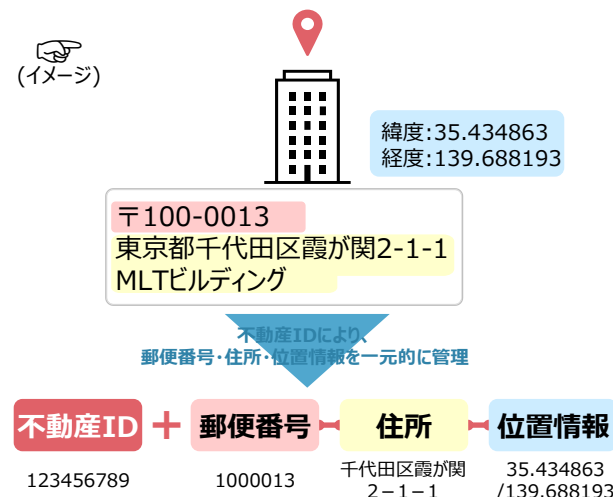 (イメージ)
緯度:35.434863
経度:139.688193
〒100-0013
東京都千代田区霞が関2-1-1
MLTビルディング
不動産IDにより、
郵便番号・住所・位置情報を一元的に管理
不動産ID + 郵便番号 住所 位置情報
123456789 1000013 千代田区霞が関 35.434863
2−1−1 /139.688193